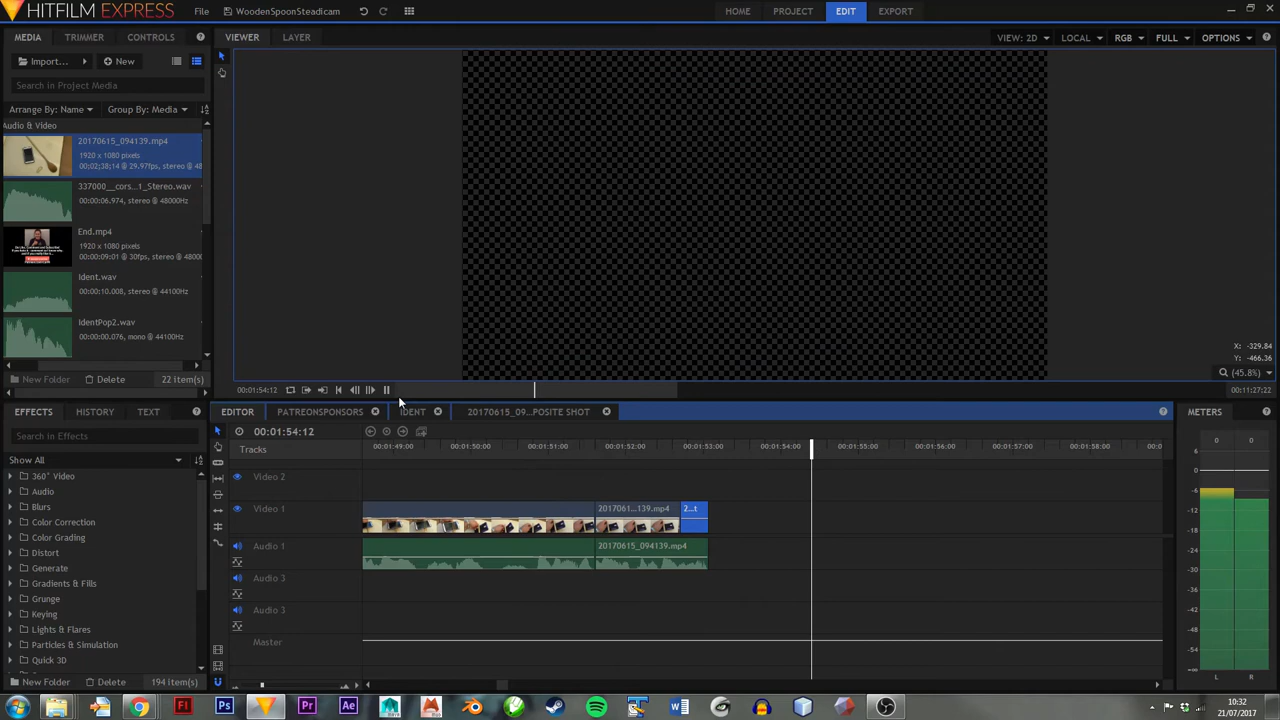 HITFILM EXPRESS File WoodenSpoonSteadicam HOME PROJECT EDIT EXPORT
MEDIA TRIMMER CONTROLS VIEWER LAYER VIEW: 2D LOCAL RGB FULL OPTIONS
Import... New
Search in Project Media
Arrange By: Name Group By: Media
Audio & Video
20170615_094139.mp4
1920 x 1080 pixels
00;02;38;14 @ 29.97fps, stereo @ 48
337000__cors...1_Stereo.wav
00:00:06.974, stereo @ 48000Hz
End.mp4
1920 x 1080 pixels
00:00:09:01 @ 30fps, stereo @ 4800
Ident.wav
00:00:10.008, stereo @ 44100Hz
IdentPop2.wav
00:00:00.076, mono @ 44100Hz
X: -329.84
Y: -466.36
(45.8%)
New Folder Delete 22 item(s)
00:01:54:12 00:11:27:22
EFFECTS HISTORY TEXT
EDITOR PATREONSPONSORS IDENT 20170615_09...POSITE SHOT METERS
Search in Effects
Show All
360° Video
Audio
Blurs
Color Correction
Color Grading
Distort
Generate
Gradients & Fills
Grunge
Keying
Lights & Flares
Particles & Simulation
Quick 3D
New Folder Delete 194 item(s)
00:01:54:12
Tracks 00:01:49:00 00:01:50:00 00:01:51:00 00:01:52:00 00:01:53:00 00:01:54:00 00:01:55:00 00:01:56:00 00:01:57:00 00:01:58:00
Video 2
Video 1 2017061...139.mp4 2...t
Audio 1 20170615_094139.mp4
Audio 3
Audio 3
Master
0 0
6
0
-6
-12
-18
-24
-30
-36
-42
-48
-54
-∞
L R
Fl Ps Pr Ae
10:32
21/07/2017